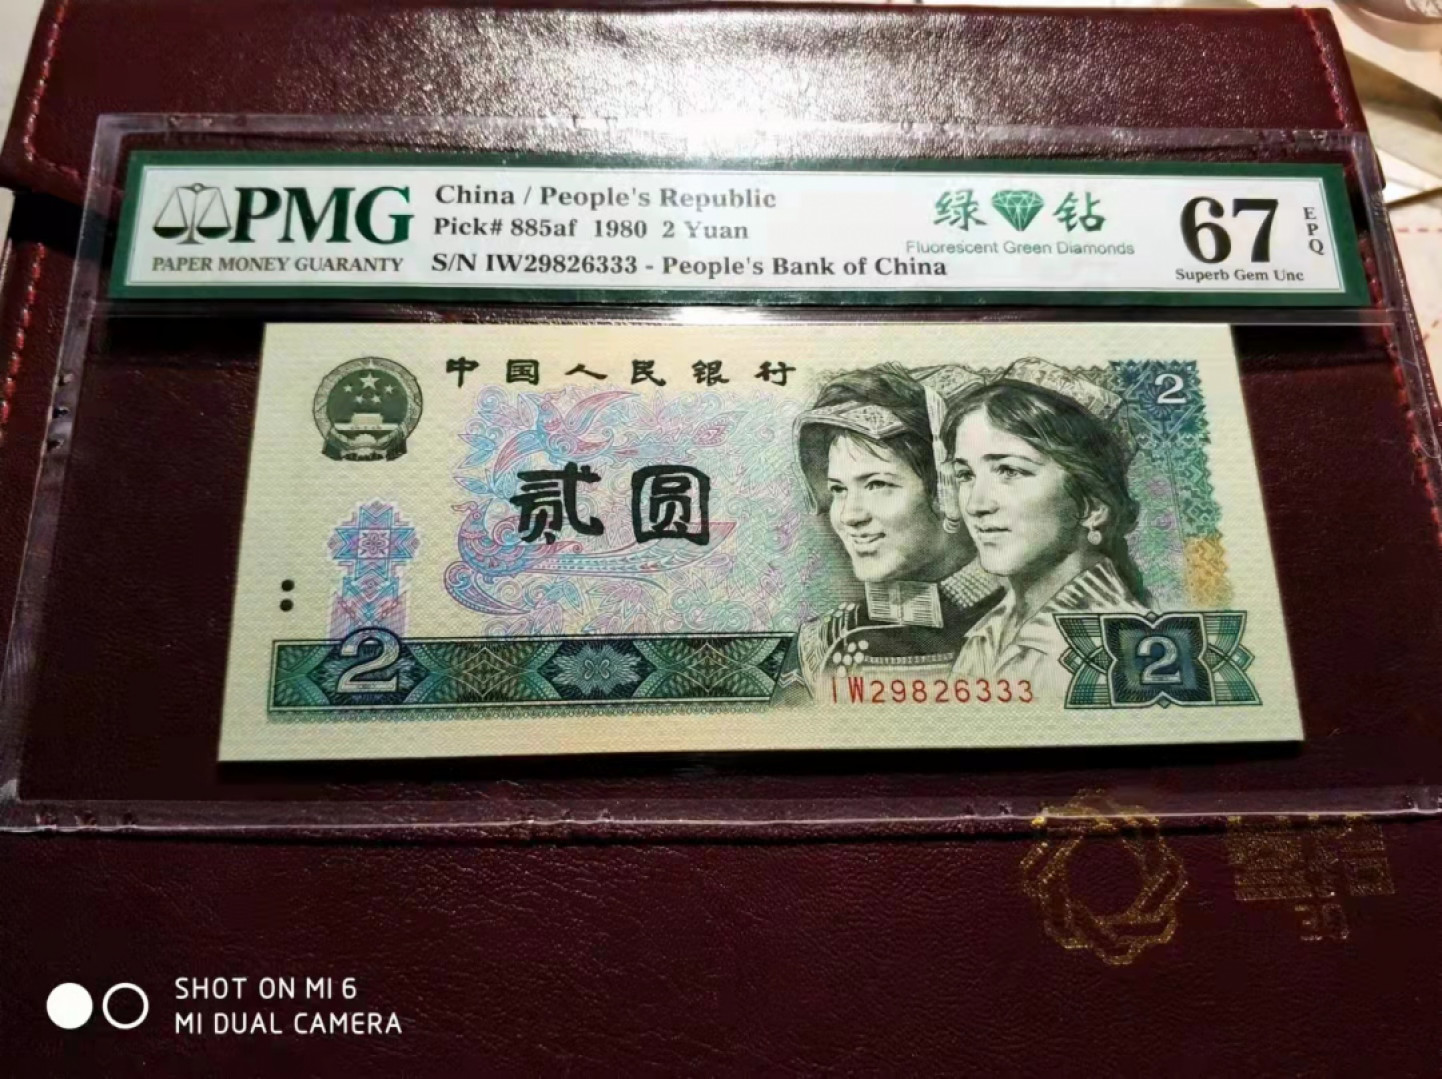 PMG
PAPER MONEY GUARANTY
China / People's Republic
Pick# 885af 1980 2 Yuan
S/N IW29826333 - People's Bank of China
绿 钻
Fluorescent Green Diamonds
67
EPQ
Superb Gem Unc
中国人民银行
2
贰圆
2
IW29826333
2
SHOT ON MI 6
MI DUAL CAMERA